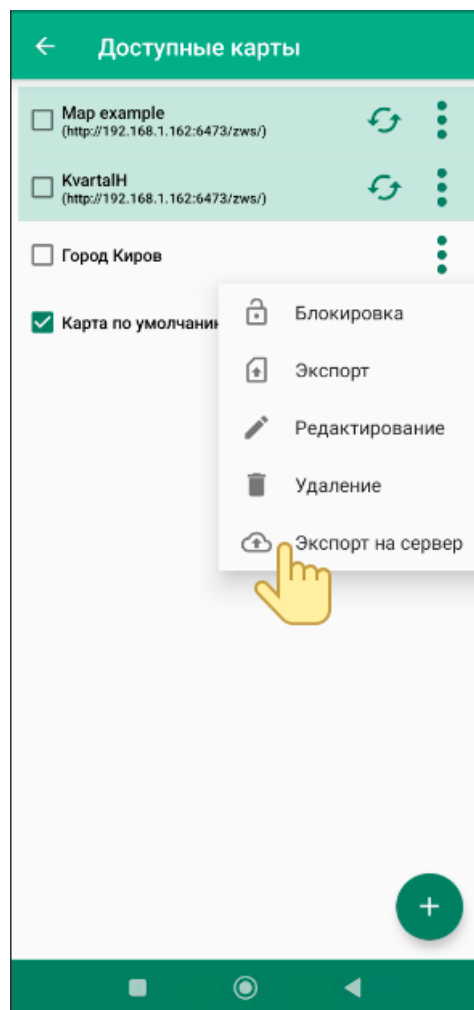 Доступные карты
Map example
(http://192.168.1.162:6473/zws/)
KvartalH
(http://192.168.1.162:6473/zws/)
Город Киров
Карта по умолчани
Блокировка
Экспорт
Редактирование
Удаление
Экспорт на сервер